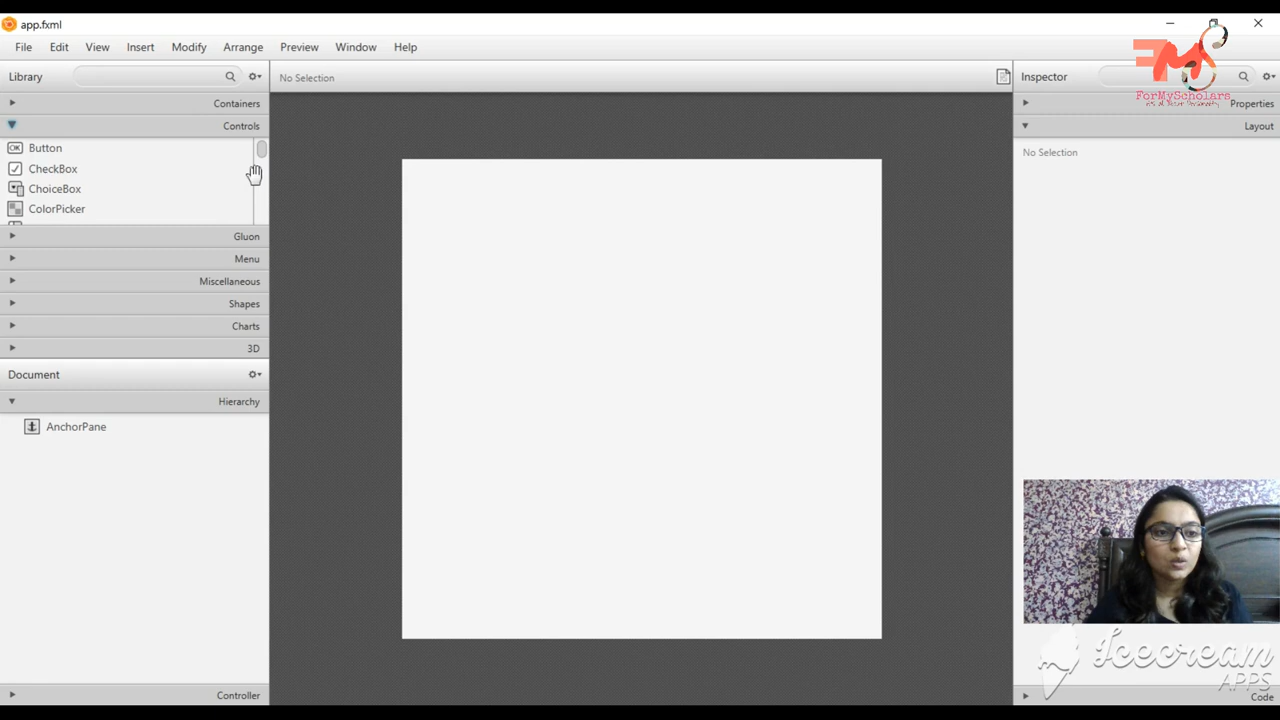 app.fxml
File Edit View Insert Modify Arrange Preview Window Help
Library
No Selection
Inspector
ForMyScholars
Containers
Properties
Controls
Layout
Button
No Selection
CheckBox
ChoiceBox
ColorPicker
Gluon
Menu
Miscellaneous
Shapes
Charts
3D
Document
Hierarchy
AnchorPane
Icecream
APPS
Controller
Code